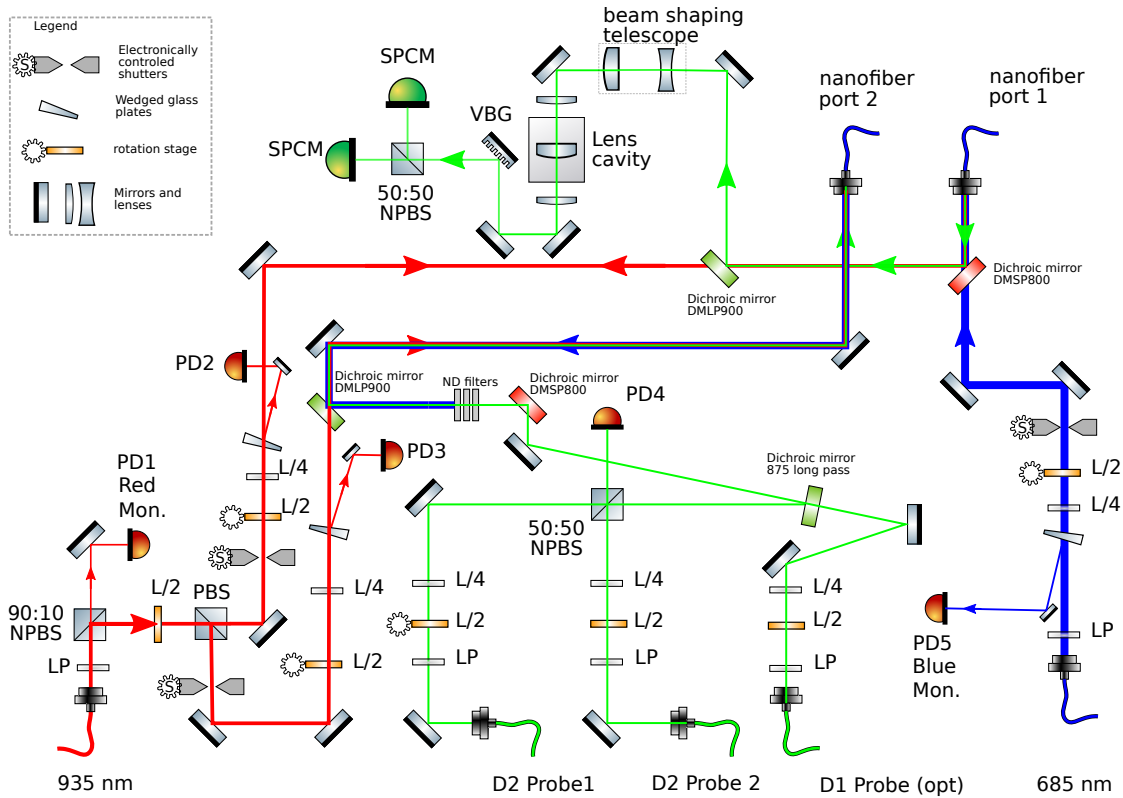 Legend
Electronically
controled
shutters
S
Wedged glass
plates
rotation stage
Mirrors and
lenses
beam shaping
telescope
SPCM
SPCM
VBG
50:50
NPBS
Lens
cavity
nanofiber
port 2
nanofiber
port 1
Dichroic mirror
DMLP900
Dichroic mirror
DMSP800
PD2
Dichroic mirror
DMLP900
ND filters
Dichroic mirror
DMSP800
PD4
PD3
L/4
L/2
S
PD1
Red
Mon.
Dichroic mirror
875 long pass
50:50
NPBS
S
L/2
L/4
L/2
PBS
90:10
NPBS
LP
S
L/4
L/2
L/4
L/2
LP
L/4
L/2
LP
L/4
L/2
LP
PD5
Blue
Mon.
LP
935 nm
D2 Probe1
D2 Probe 2
D1 Probe (opt)
685 nm